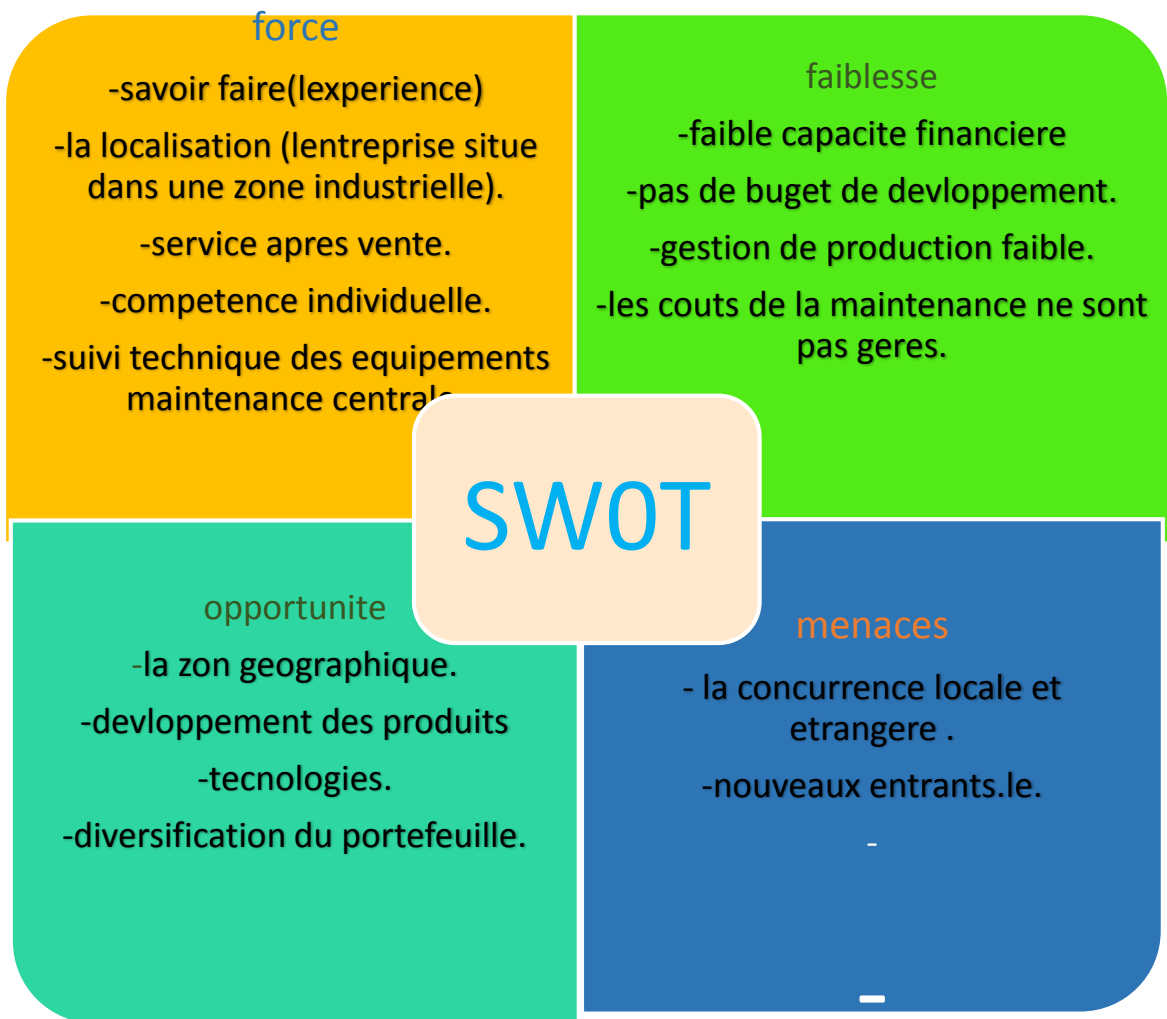 force
-savoir faire(lexperience)
-la localisation (lentreprise situe
dans une zone industrielle).
-service apres vente.
-competence individuelle.
-suivi technique des equipements
maintenance centrale
faiblesse
-faible capacite financiere
-pas de buget de devloppement.
-gestion de production faible.
-les couts de la maintenance ne sont
pas geres.
SW0T
opportunite
-la zon geographique.
-devloppement des produits
-tecnologies.
-diversification du portefeuille.
menaces
- la concurrence locale et
etrangere .
-nouveaux entrants.le.
-
-